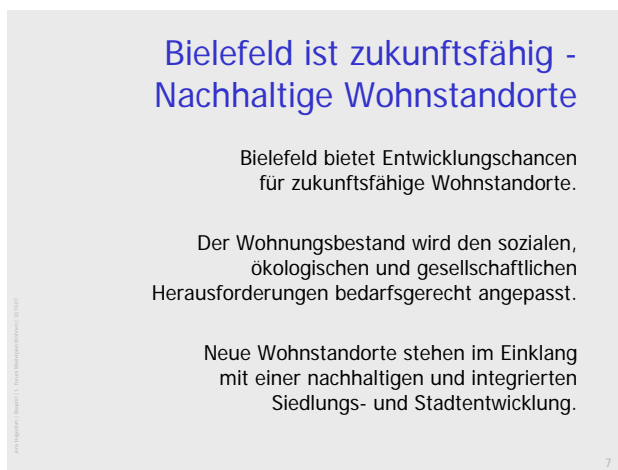 Bielefeld ist zukunftsfähig -
Nachhaltige Wohnstandorte
Bielefeld bietet Entwicklungschancen
für zukunftsfähige Wohnstandorte.
Der Wohnungsbestand wird den sozialen,
ökologischen und gesellschaftlichen
Herausforderungen bedarfsgerecht angepasst.
Neue Wohnstandorte stehen im Einklang
mit einer nachhaltigen und integrierten
Siedlungs- und Stadtentwicklung.
7